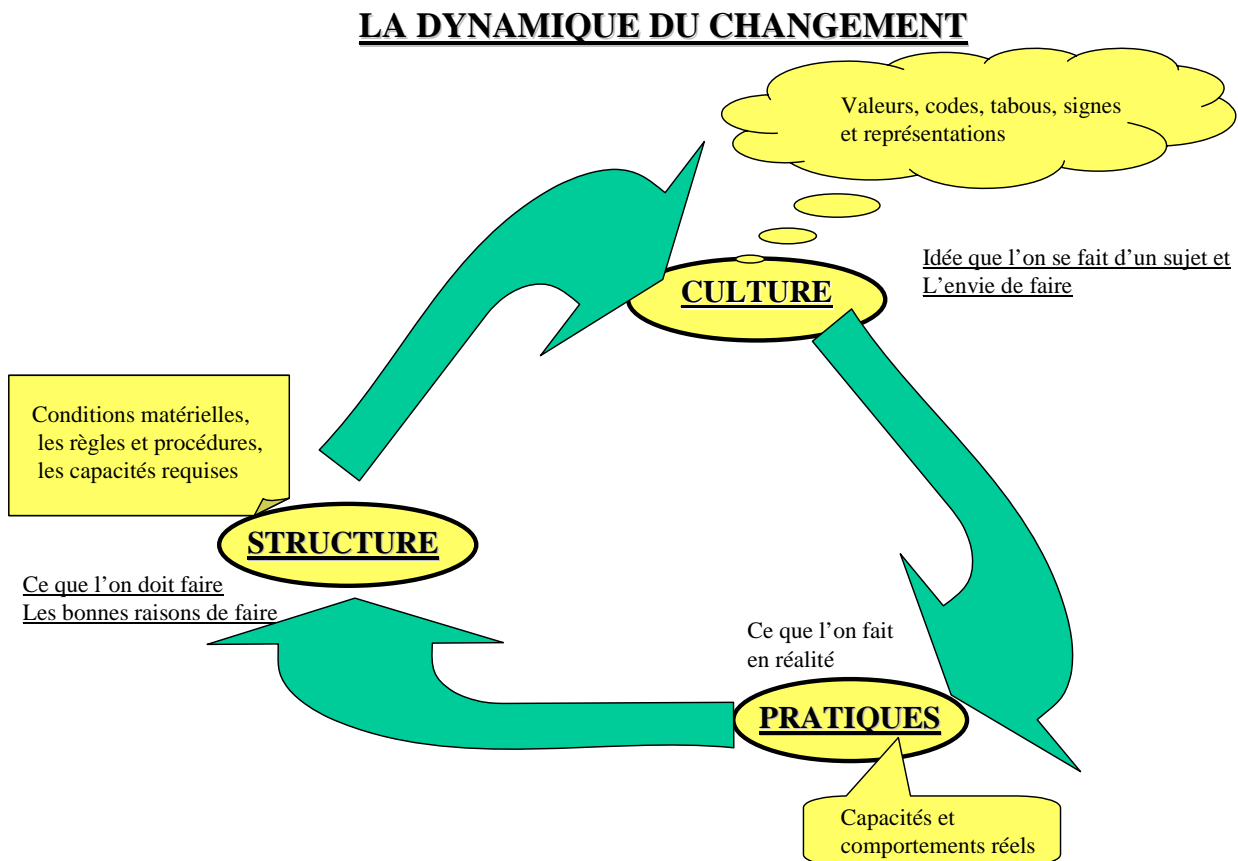 LA DYNAMIQUE DU CHANGEMENT
Valeurs, codes, tabous, signes
et représentations
Idée que l’on se fait d’un sujet et
L’envie de faire
CULTURE
Conditions matérielles,
les règles et procédures,
les capacités requises
STRUCTURE
Ce que l’on doit faire
Les bonnes raisons de faire
Ce que l’on fait
en réalité
PRATIQUES
Capacités et
comportements réels